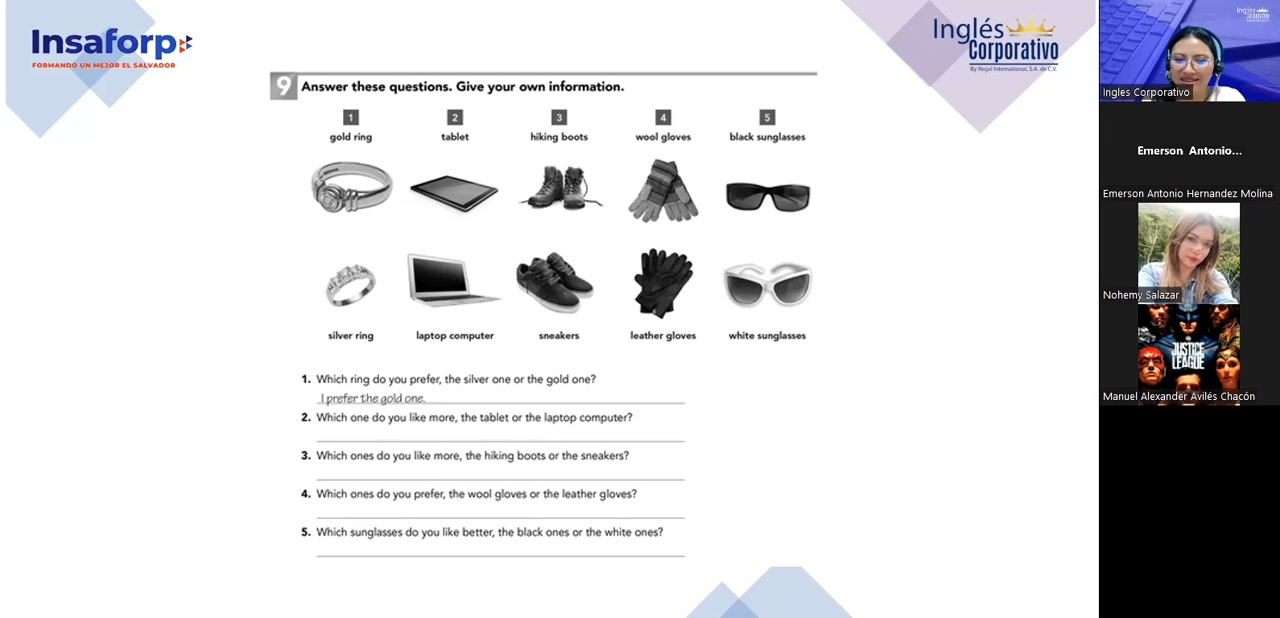 Insaforp
FORMANDO UN MEJOR EL SALVADOR
Inglés
Corporativo
By Regal International, S.A. de C.V.
9 Answer these questions. Give your own information.
1 2 3 4 5
gold ring tablet hiking boots wool gloves black sunglasses
silver ring laptop computer sneakers leather gloves white sunglasses
1. Which ring do you prefer, the silver one or the gold one?
I prefer the gold one.
2. Which one do you like more, the tablet or the laptop computer?
3. Which ones do you like more, the hiking boots or the sneakers?
4. Which ones do you prefer, the wool gloves or the leather gloves?
5. Which sunglasses do you like better, the black ones or the white ones?
Inglés
Ingles Corporativo
Emerson Antonio...
Emerson Antonio Hernandez Molina
Nohemy Salazar
JUSTICE
LEAGUE
Manuel Alexander Avilés Chacón